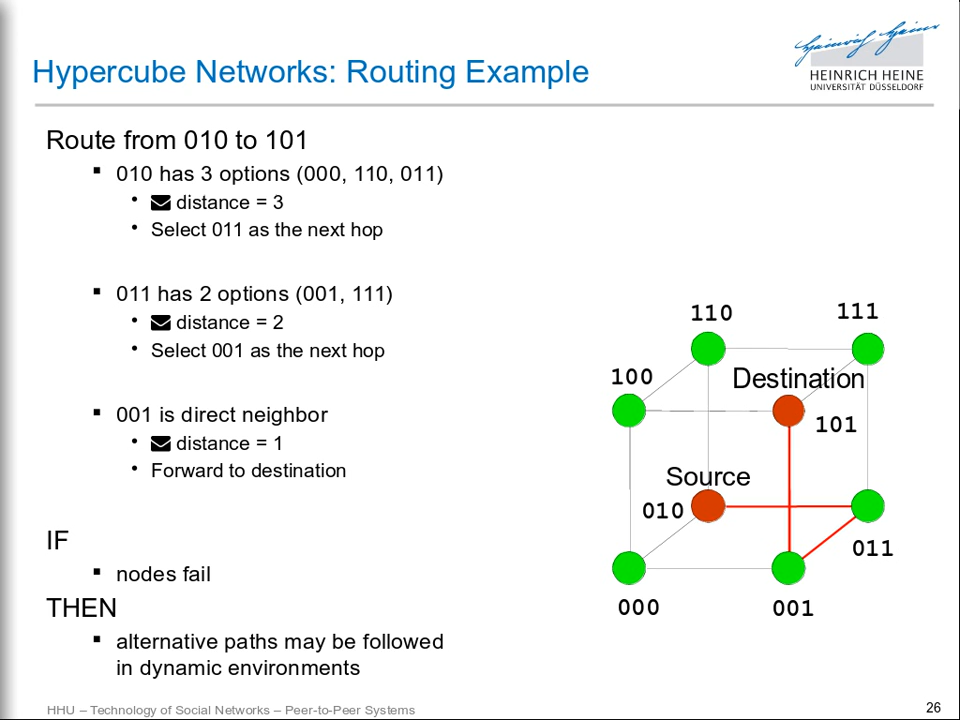 Hypercube Networks: Routing Example
Heinrich Heine
HEINRICH HEINE
UNIVERSITÄT DÜSSELDORF
Route from 010 to 101
010 has 3 options (000, 110, 011)
distance = 3
Select 011 as the next hop
011 has 2 options (001, 111)
distance = 2
Select 001 as the next hop
001 is direct neighbor
distance = 1
Forward to destination
IF
nodes fail
THEN
alternative paths may be followed
in dynamic environments
110
111
100
Destination
101
Source
010
011
000
001
HHU – Technology of Social Networks – Peer-to-Peer Systems
26